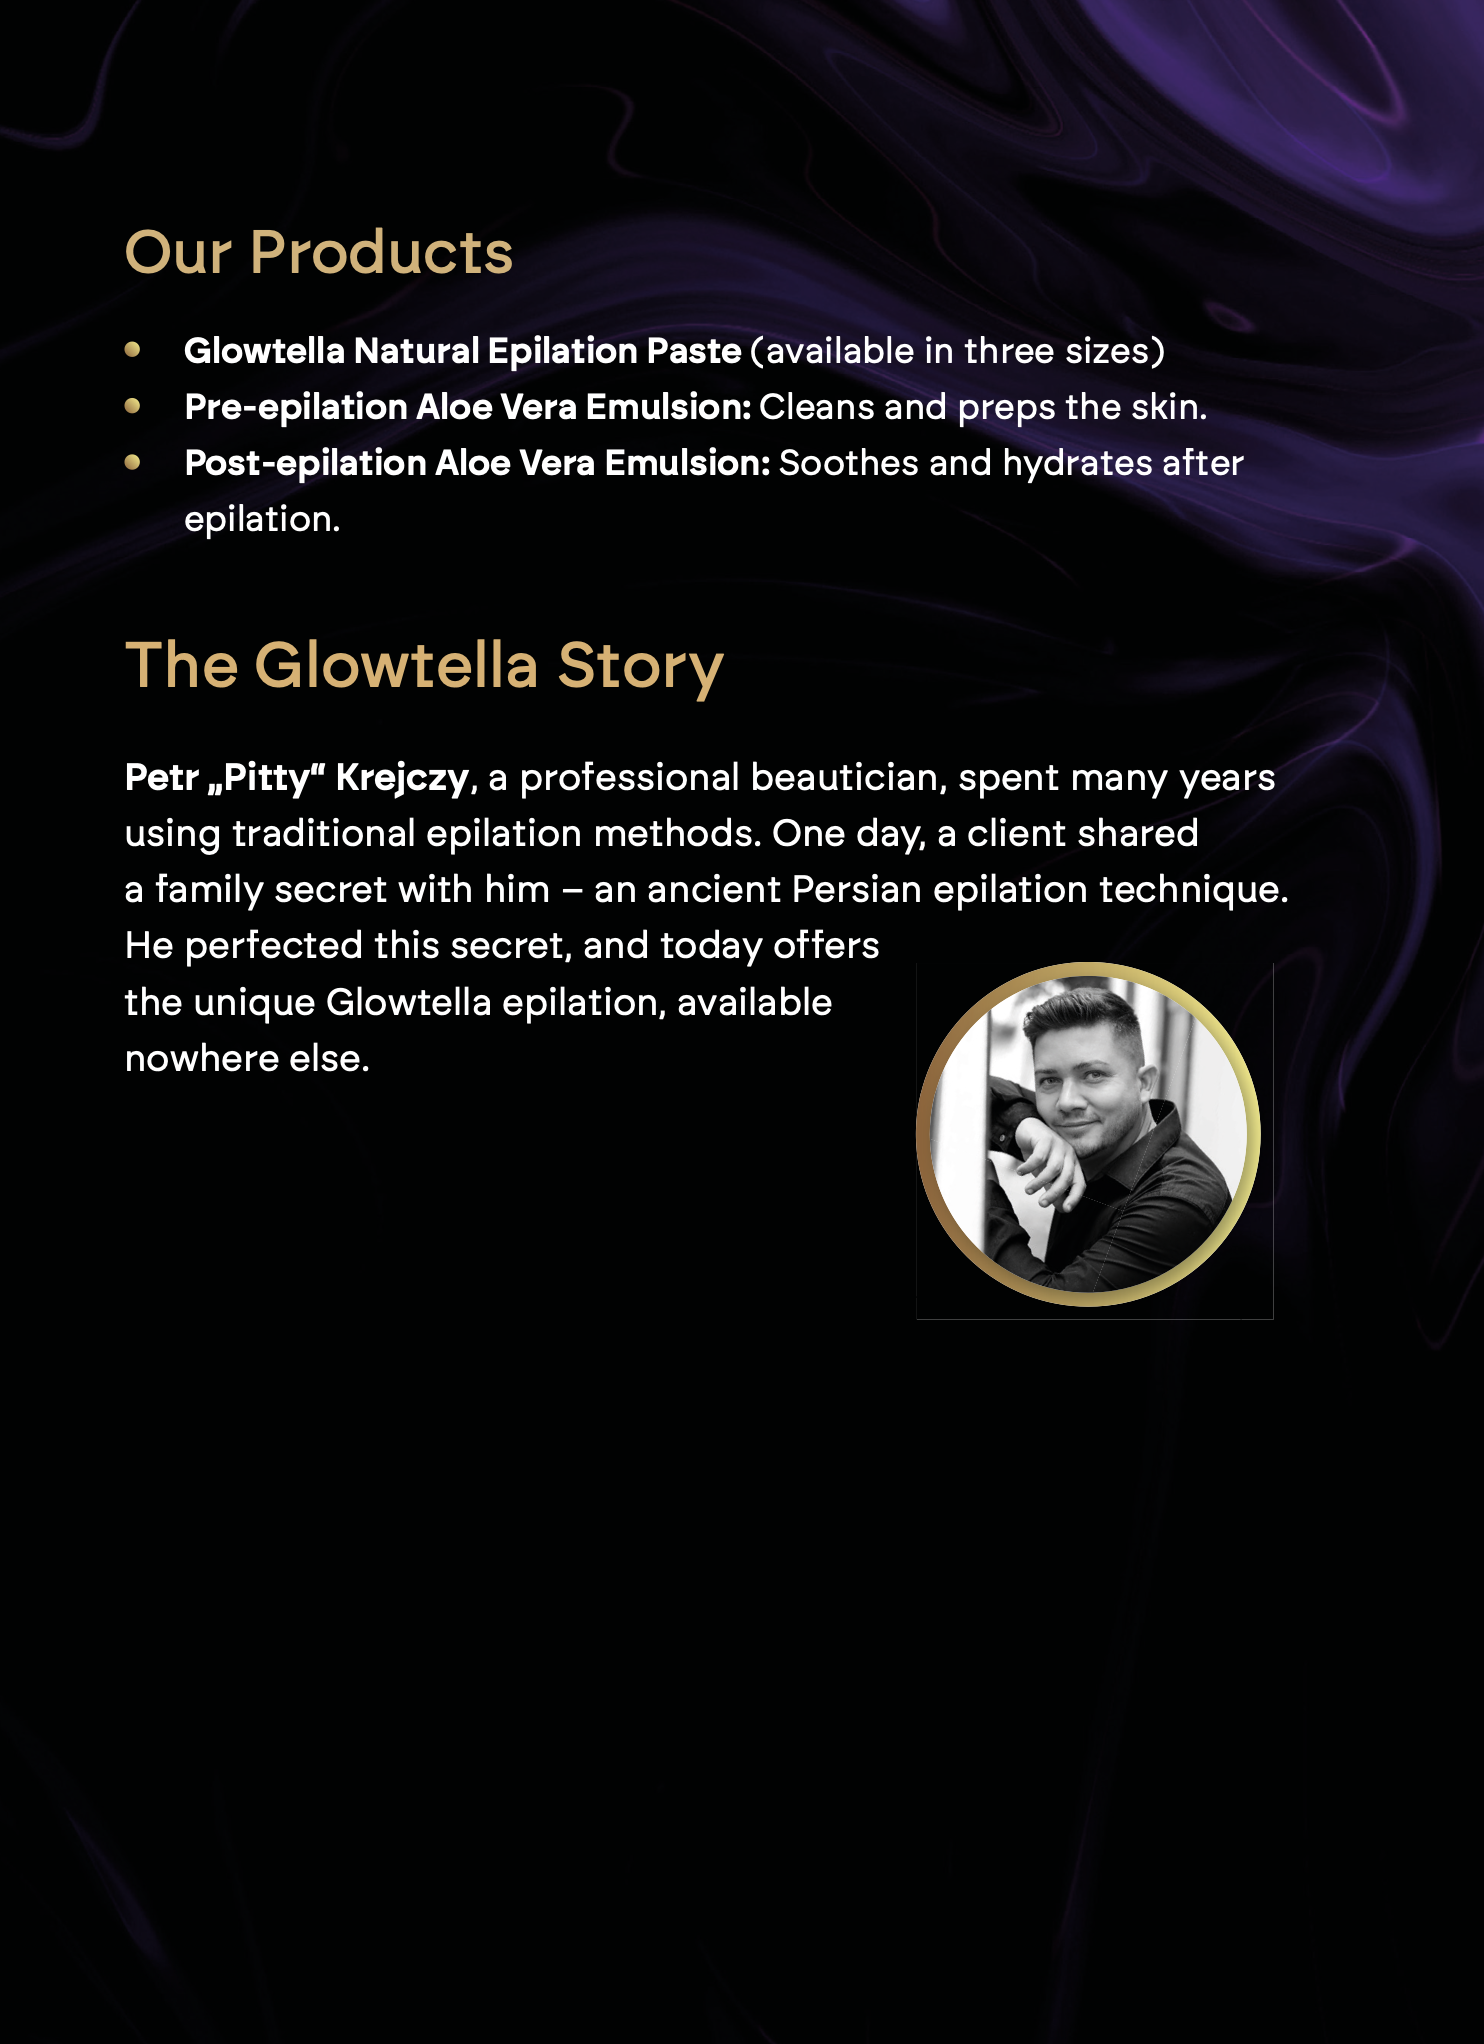 Our Products
• Glowtella Natural Epilation Paste (available in three sizes)
• Pre-epilation Aloe Vera Emulsion: Cleans and preps the skin.
• Post-epilation Aloe Vera Emulsion: Soothes and hydrates after
epilation.
The Glowtella Story
Petr „Pitty“ Krejczy, a professional beautician, spent many years
using traditional epilation methods. One day, a client shared
a family secret with him – an ancient Persian epilation technique.
He perfected this secret, and today offers
the unique Glowtella epilation, available
nowhere else.